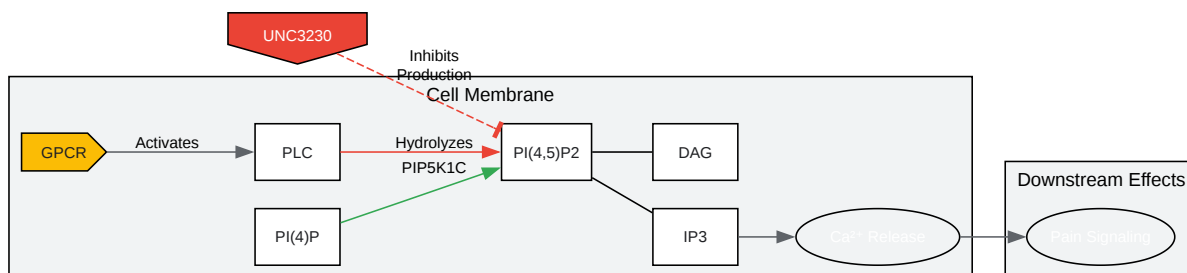 UNC3230
Inhibits
Production
Cell Membrane
GPCR
Activates
PLC
Hydrolyzes
PIP5K1C
PI(4,5)P2
DAG
PI(4)P
IP3
Ca²⁺ Release
Downstream Effects
Pain Signaling